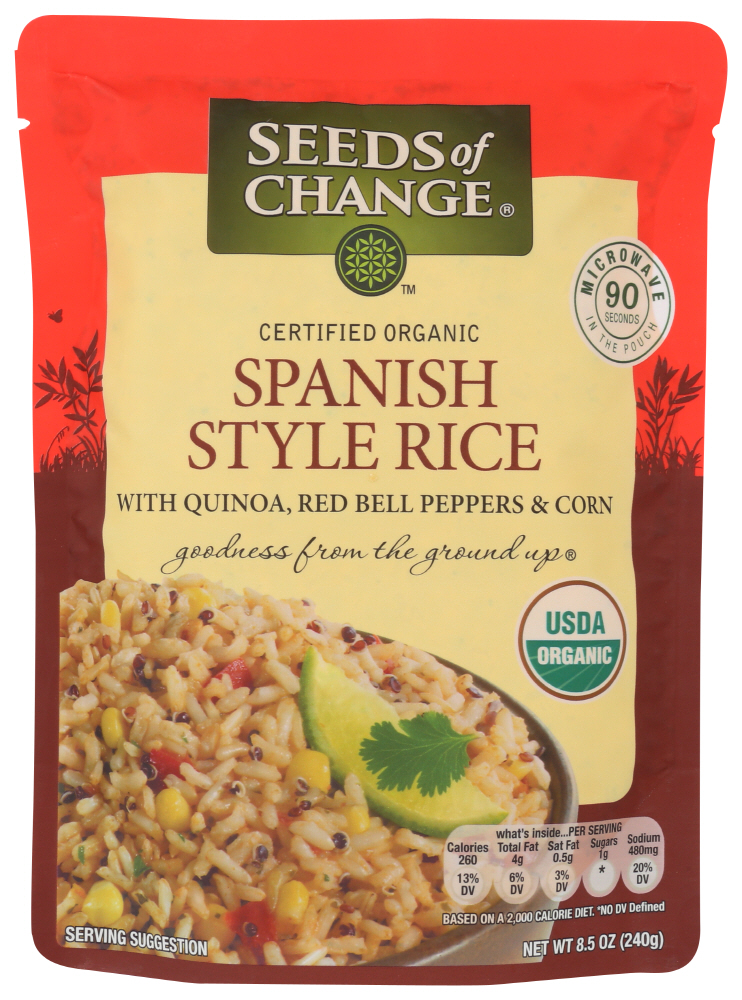 SEEDS of
CHANGE®
TM
MICROWAVE
90
SECONDS
IN THE POUCH
CERTIFIED ORGANIC
SPANISH
STYLE RICE
WITH QUINOA, RED BELL PEPPERS & CORN
goodness from the ground up®
USDA
ORGANIC
what's inside...PER SERVING
Calories Total Fat Sat Fat Sugars Sodium
260 4g 0.5g 1g 480mg
13% 6% 3% * 20%
DV DV DV DV
BASED ON A 2,000 CALORIE DIET. *NO DV Defined
SERVING SUGGESTION
NET WT 8.5 OZ (240g)